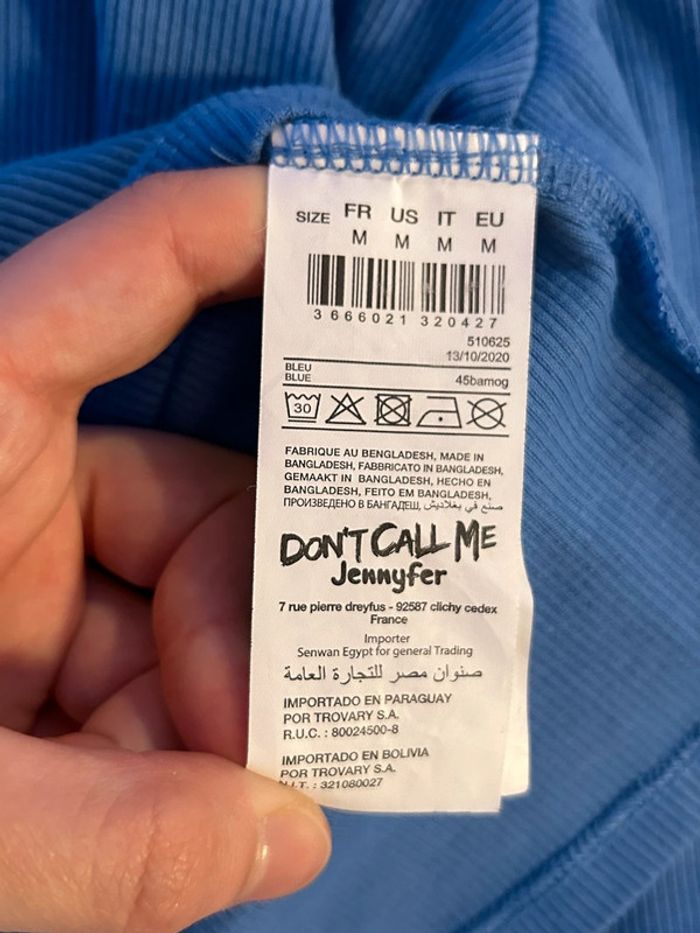 SIZE FR US IT EU
M M M M
3 666021 320427
510625
13/10/2020
BLEU
BLUE
45bamog
30
FABRIQUE AU BENGLADESH, MADE IN
BANGLADESH, FABBRICATO IN BANGLADESH,
GEMAAKT IN BANGLADESH, HECHO EN
BANGLADESH, FEITO EM BANGLADESH,
ПРОИЗВЕДЕНО В БАНГАДЕШ, صنع في بغلاديش
DON'T CALL ME
Jennyfer
7 rue pierre dreyfus - 92587 clichy cedex
France
Importer
Senwan Egypt for general Trading
صنوان مصر للتجارة العامة
IMPORTADO EN PARAGUAY
POR TROVARY S.A.
R.U.C. : 80024500-8
IMPORTADO EN BOLIVIA
POR TROVARY S.A.
N.I.T. : 321080027